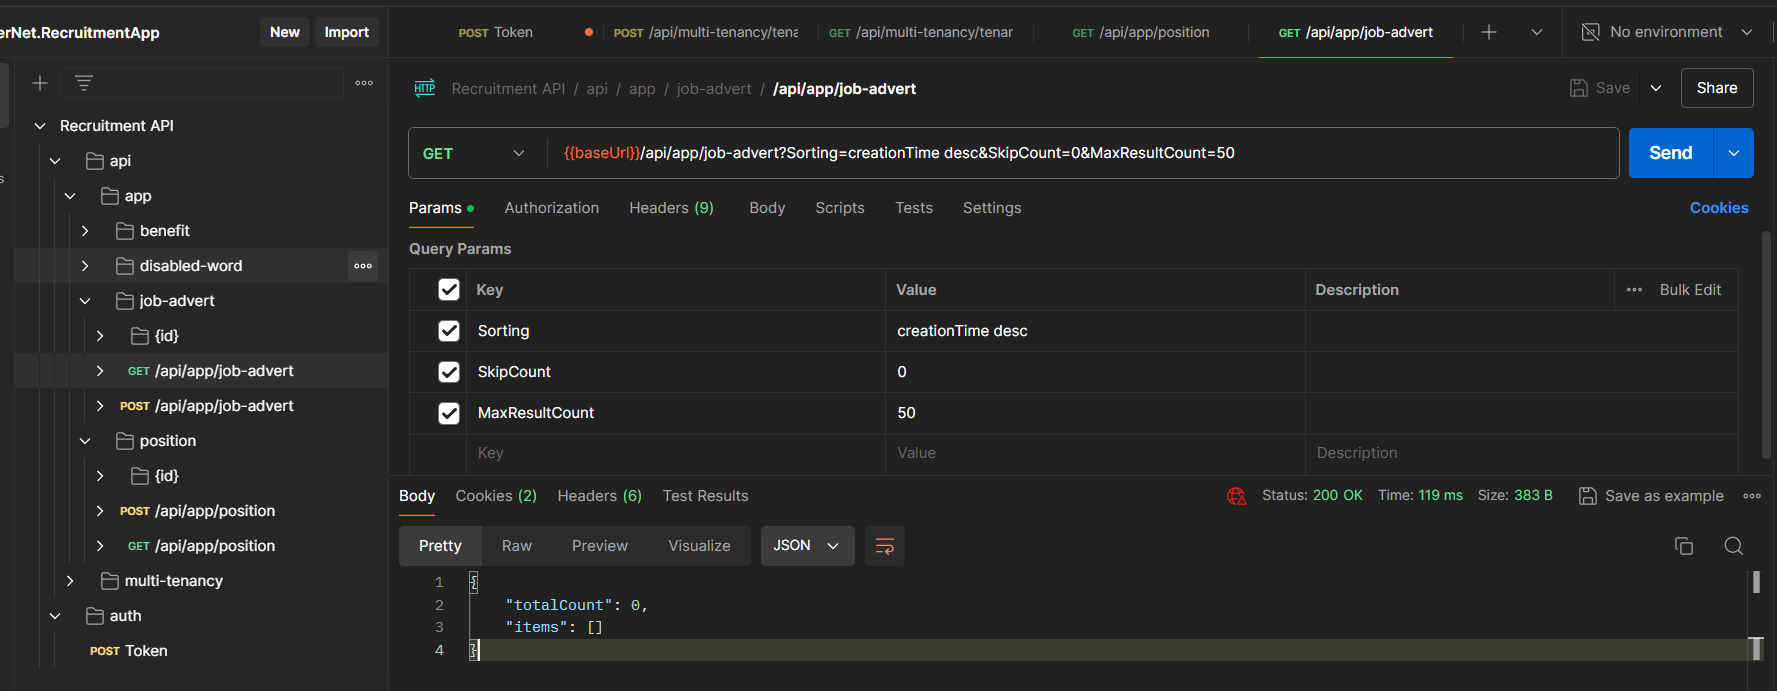 erNet.RecruitmentApp
New
Import
POST Token
POST /api/multi-tenancy/tena
GET /api/multi-tenancy/tenar
GET /api/app/position
GET /api/app/job-advert
No environment
HTTP Recruitment API / api / app / job-advert / /api/app/job-advert
Save
Share
Recruitment API
api
app
benefit
disabled-word
job-advert
{id}
GET /api/app/job-advert
POST /api/app/job-advert
position
{id}
POST /api/app/position
GET /api/app/position
multi-tenancy
auth
POST Token
s
GET
{{baseUrl}}/api/app/job-advert?Sorting=creationTime desc&SkipCount=0&MaxResultCount=50
Send
Params
Authorization
Headers (9)
Body
Scripts
Tests
Settings
Cookies
Query Params
Key Value Description Bulk Edit
Sorting creationTime desc
SkipCount 0
MaxResultCount 50
Key Value Description
Body
Cookies (2)
Headers (6)
Test Results
Status: 200 OK Time: 119 ms Size: 383 B
Save as example
Pretty Raw Preview Visualize JSON
1 {
2 "totalCount": 0,
3 "items": []
4 }